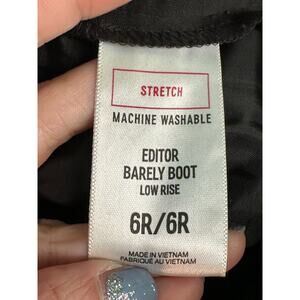 STRETCH
MACHINE WASHABLE
EDITOR
BARELY BOOT
LOW RISE
6R/6R
MADE IN VIETNAM
FABRIQUÉ AU VIETNAM